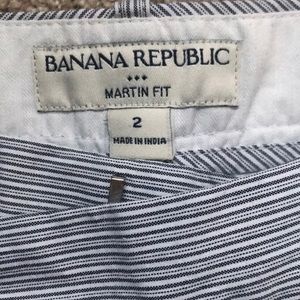 BANANA REPUBLIC
MARTIN FIT
2
MADE IN INDIA